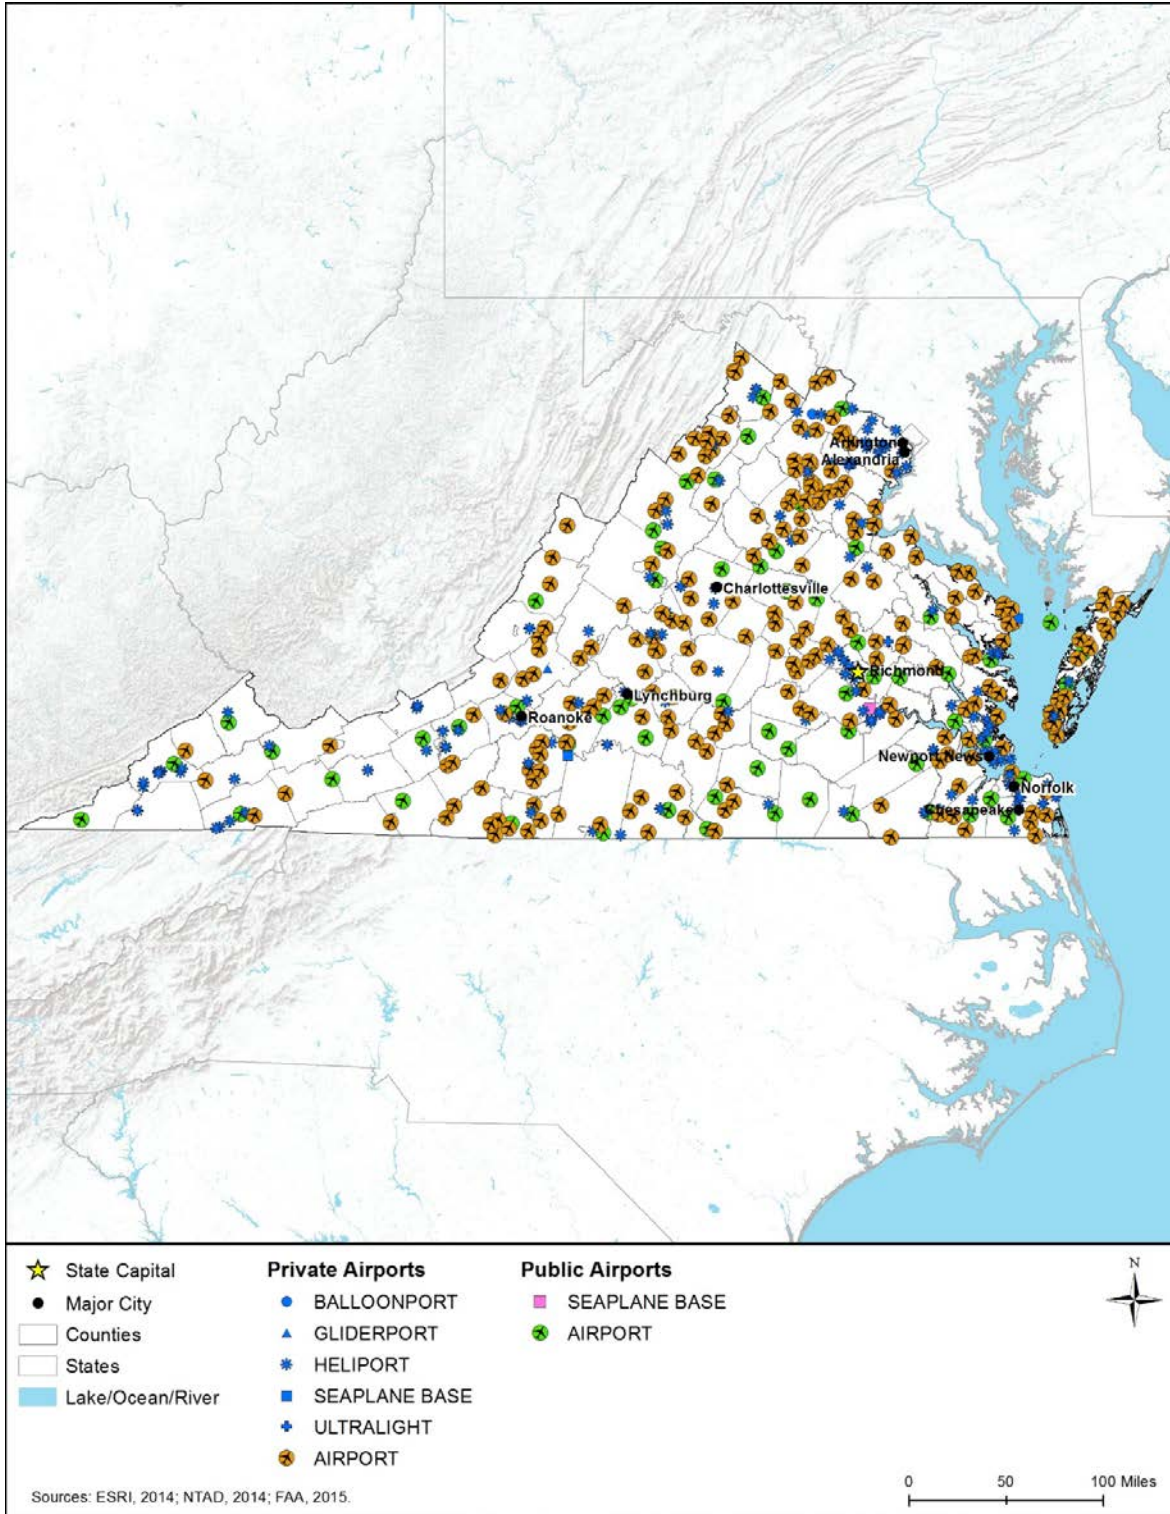 Arlington
Alexandria
Charlottesville
Richmond
Lynchburg
Roanoke
Newport News
Norfolk
Chesapeake
State Capital
Major City
Counties
States
Lake/Ocean/River
Private Airports
BALLOONPORT
GLIDERPORT
HELIPORT
SEAPLANE BASE
ULTRALIGHT
AIRPORT
Public Airports
SEAPLANE BASE
AIRPORT
N
0 50 100 Miles
Sources: ESRI, 2014; NTAD, 2014; FAA, 2015.